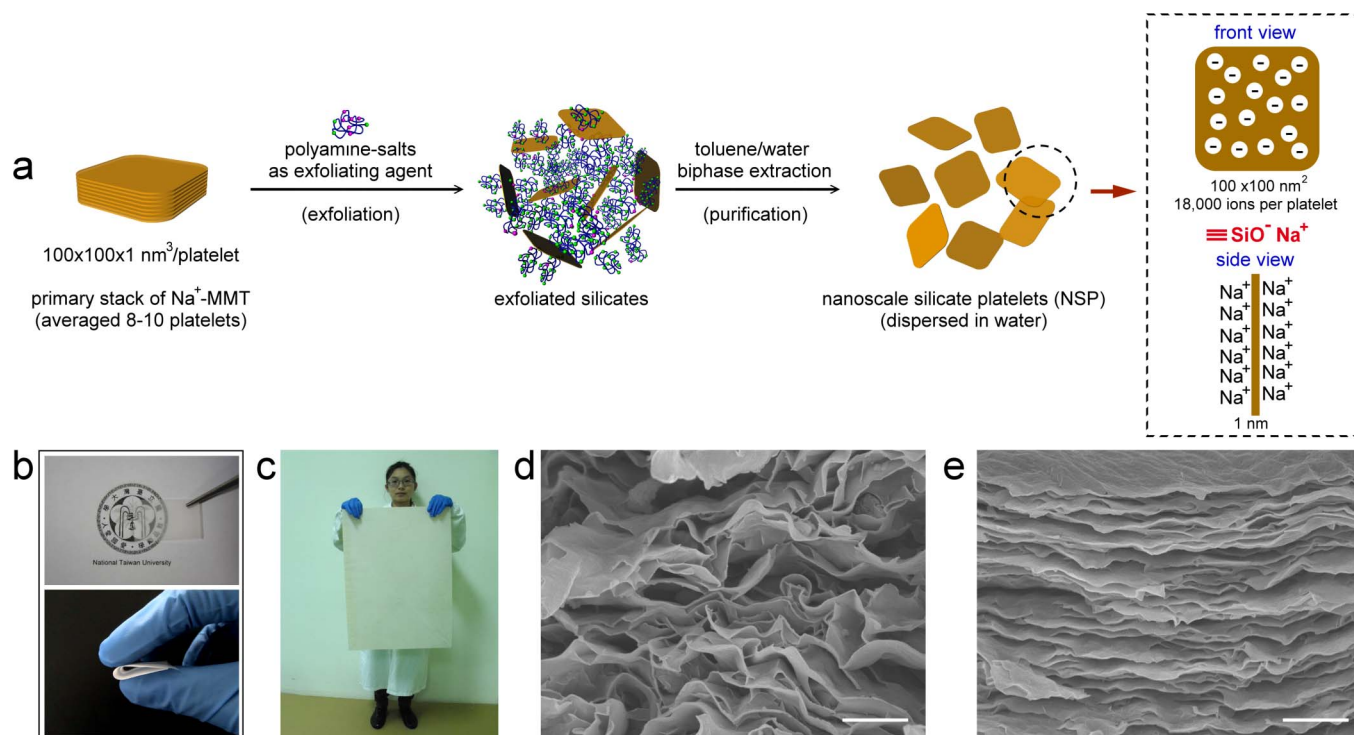 a
100x100x1 nm³/platelet
primary stack of Na⁺-MMT
(averaged 8-10 platelets)
polyamine-salts
as exfoliating agent
(exfoliation)
exfoliated silicates
toluene/water
biphase extraction
(purification)
nanoscale silicate platelets (NSP)
(dispersed in water)
front view
100 x100 nm²
18,000 ions per platelet
≡SiO⁻ Na⁺
side view
Na⁺ Na⁺
Na⁺ Na⁺
Na⁺ Na⁺
Na⁺ Na⁺
Na⁺ Na⁺
Na⁺ Na⁺
1 nm
b
National Taiwan University
c
d
e